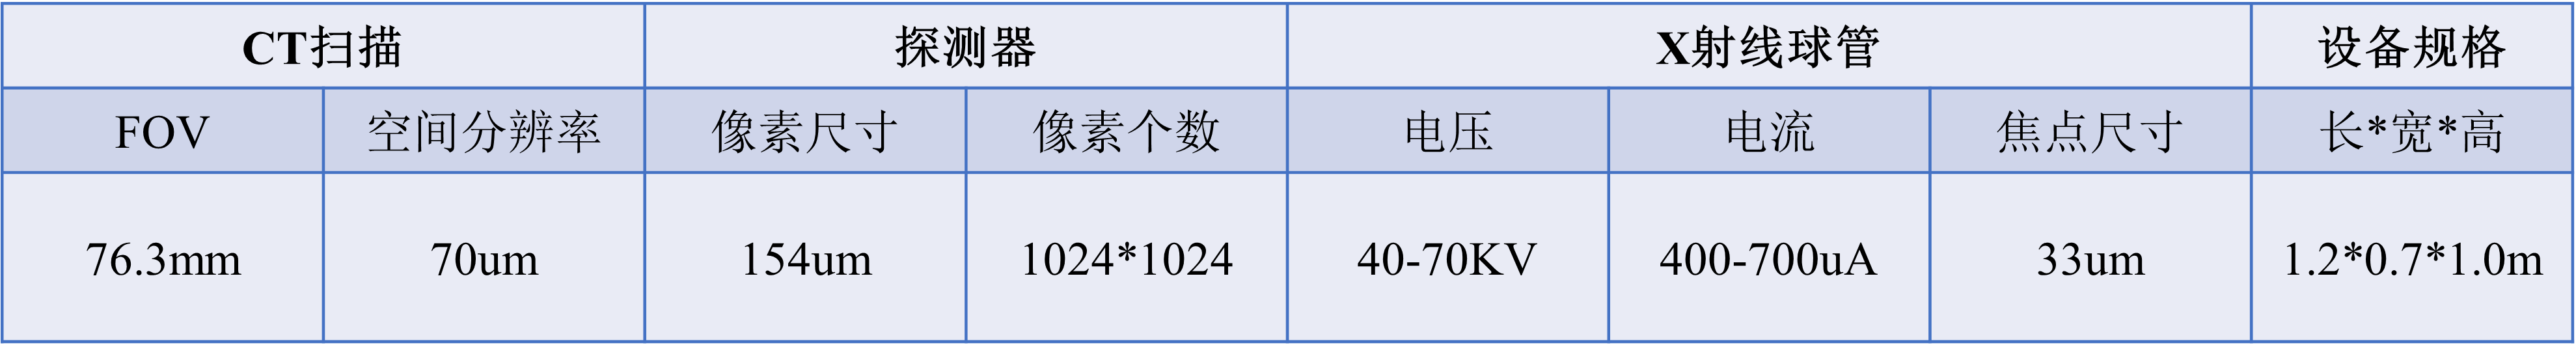 CT扫描 探测器 X射线球管 设备规格
FOV 空间分辨率 像素尺寸 像素个数 电压 电流 焦点尺寸 长*宽*高
76.3mm 70um 154um 1024*1024 40-70KV 400-700uA 33um 1.2*0.7*1.0m